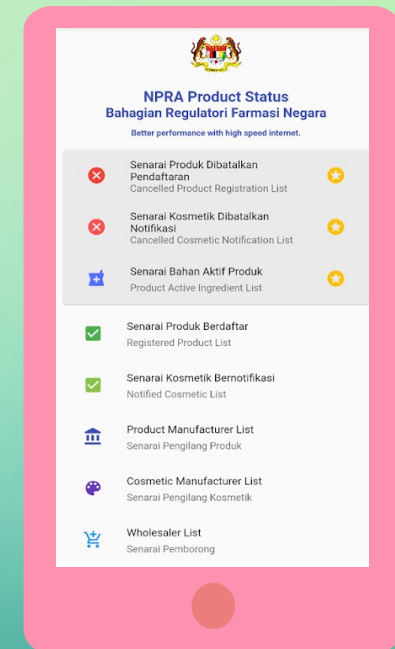 NPRA Product Status
Bahagian Regulatori Farmasi Negara
Better performance with high speed internet.
Senarai Produk Dibatalkan
Pendaftaran
Cancelled Product Registration List
Senarai Kosmetik Dibatalkan
Notifikasi
Cancelled Cosmetic Notification List
Senarai Bahan Aktif Produk
Product Active Ingredient List
Senarai Produk Berdaftar
Registered Product List
Senarai Kosmetik Bernotifikasi
Notified Cosmetic List
Product Manufacturer List
Senarai Pengilang Produk
Cosmetic Manufacturer List
Senarai Pengilang Kosmetik
Wholesaler List
Senarai Pemborong